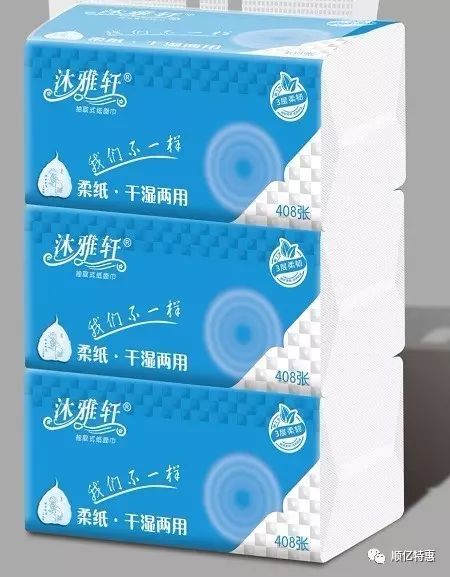 沐雅轩®
抽取式纸面巾
3层柔韧
我们不一样
柔纸·干湿两用
408张
沐雅轩®
抽取式纸面巾
3层柔韧
我们不一样
柔纸·干湿两用
408张
沐雅轩®
抽取式纸面巾
3层柔韧
我们不一样
柔纸·干湿两用
408张
顺亿特惠